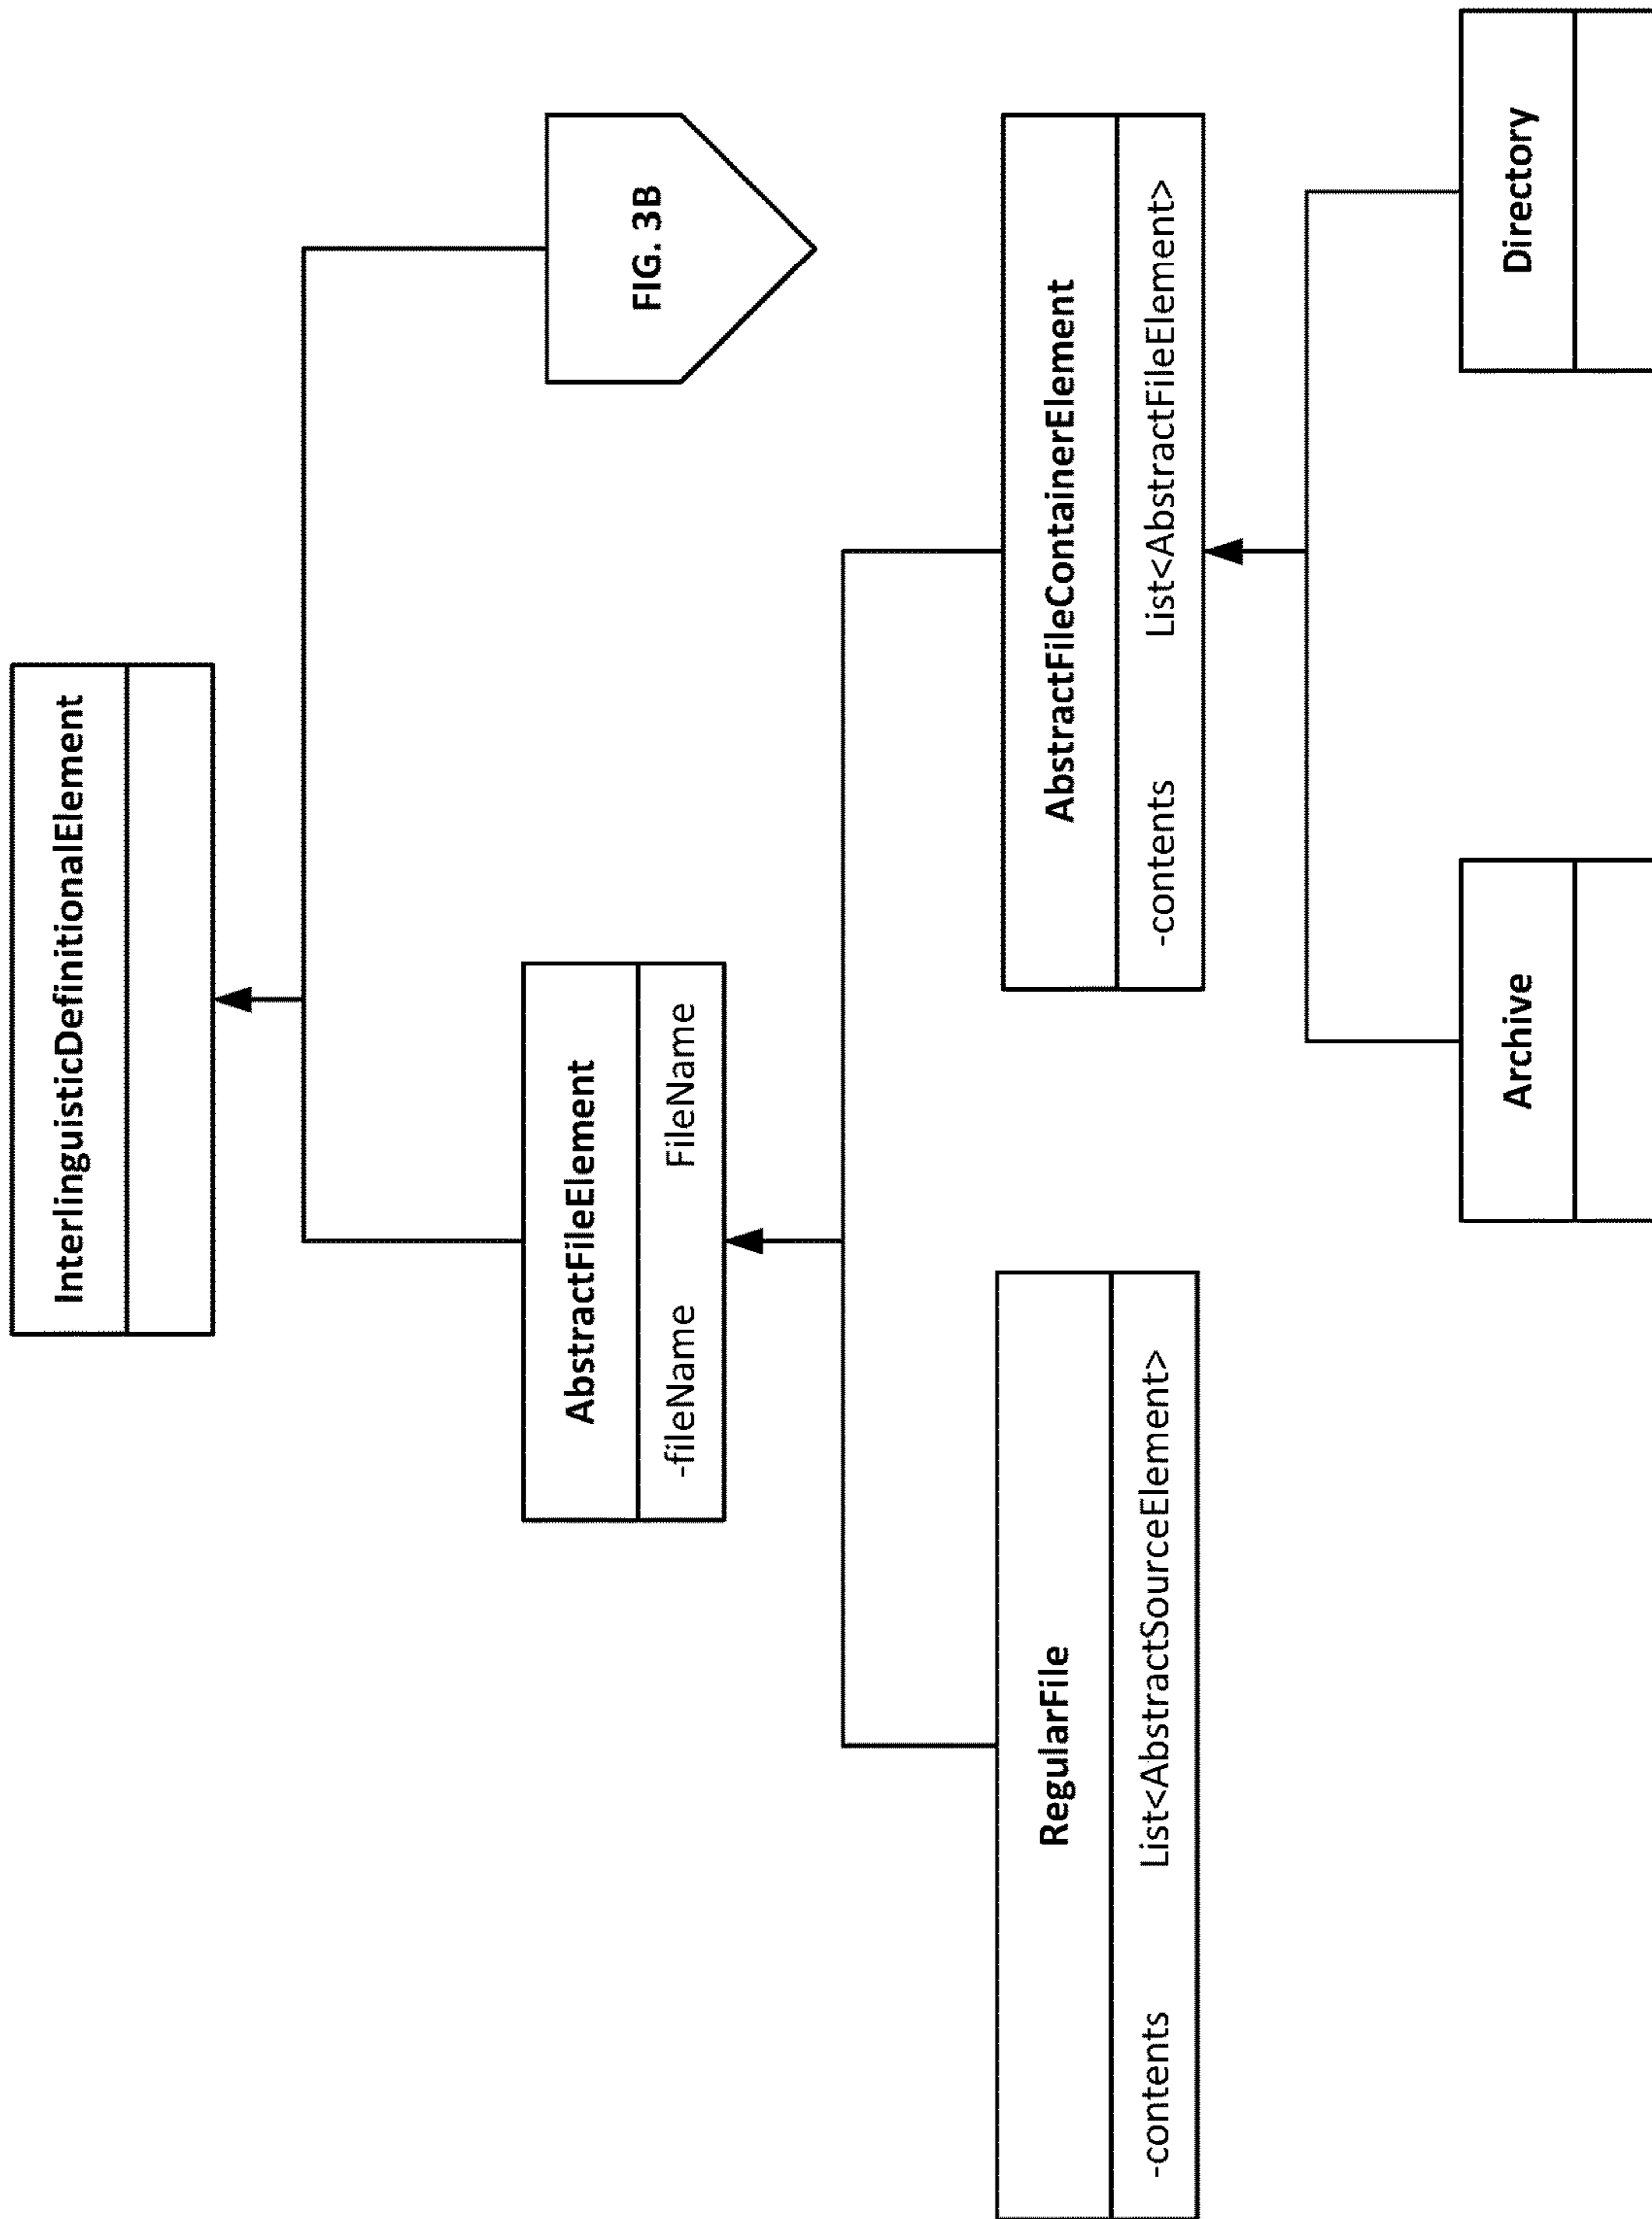 InterlinguisticDefinitionalElement
AbstractFileElement
-fileName FileName
FIG. 3B
RegularFile
-contents List<AbstractSourceElement>
AbstractFileContainerElement
-contents List<AbstractFileElement>
Archive
Directory